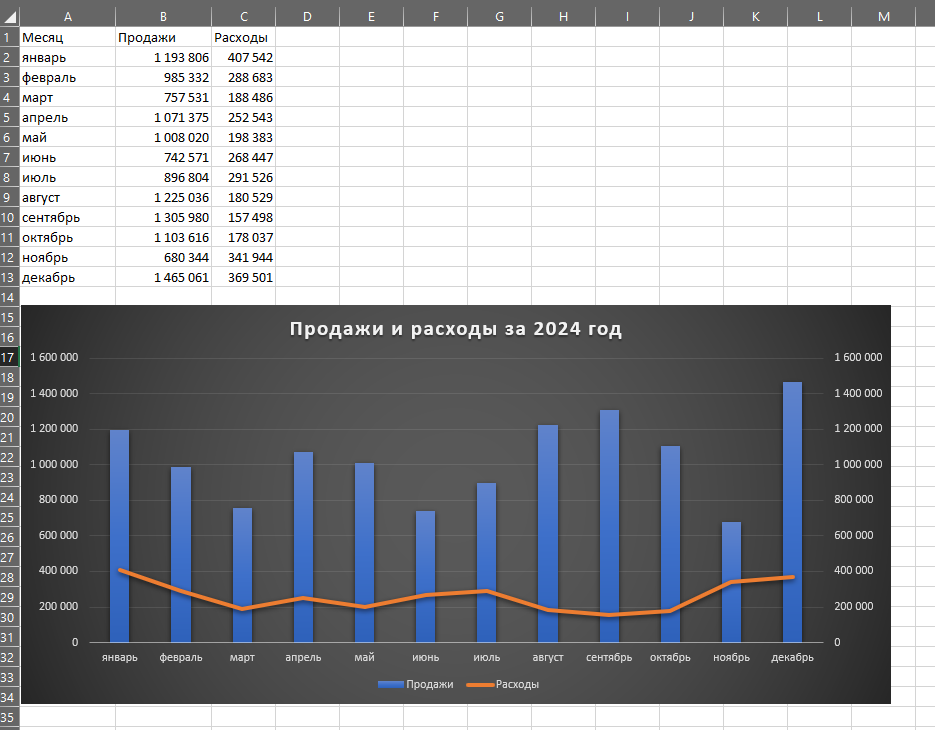 A B C D E F G H I J K L M
1 Месяц Продажи Расходы
2 январь 1 193 806 407 542
3 февраль 985 332 288 683
4 март 757 531 188 486
5 апрель 1 071 375 252 543
6 май 1 008 020 198 383
7 июнь 742 571 268 447
8 июль 896 804 291 526
9 август 1 225 036 180 529
10 сентябрь 1 305 980 157 498
11 октябрь 1 103 616 178 037
12 ноябрь 680 344 341 944
13 декабрь 1 465 061 369 501
14
15
16
17
18
19
20
21
22
23
24
25
26
27
28
29
30
31
32
33
34
35
Продажи и расходы за 2024 год
1 600 000 1 600 000
1 400 000 1 400 000
1 200 000 1 200 000
1 000 000 1 000 000
800 000 800 000
600 000 600 000
400 000 400 000
200 000 200 000
0 0
январь февраль март апрель май июнь июль август сентябрь октябрь ноябрь декабрь
Продажи Расходы